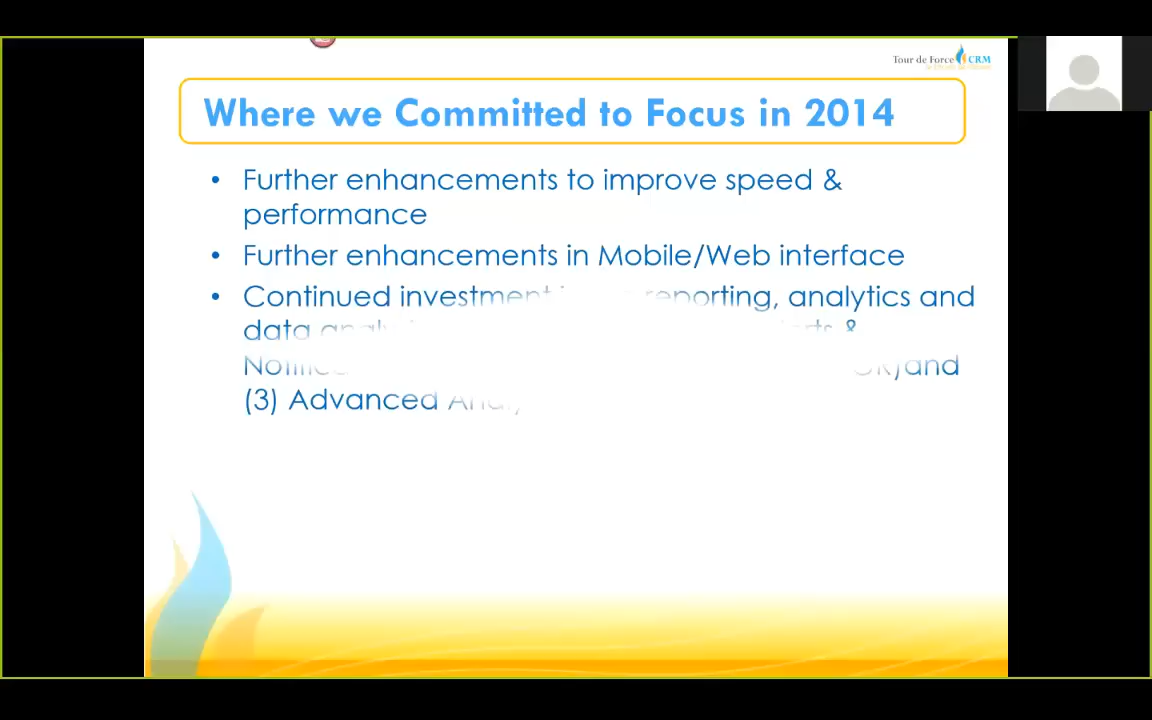 Tour de Force CRM
Where we Committed to Focus in 2014
• Further enhancements to improve speed &
performance
• Further enhancements in Mobile/Web interface
• Continued investment reporting, analytics and
data &
and
(3) Advanced